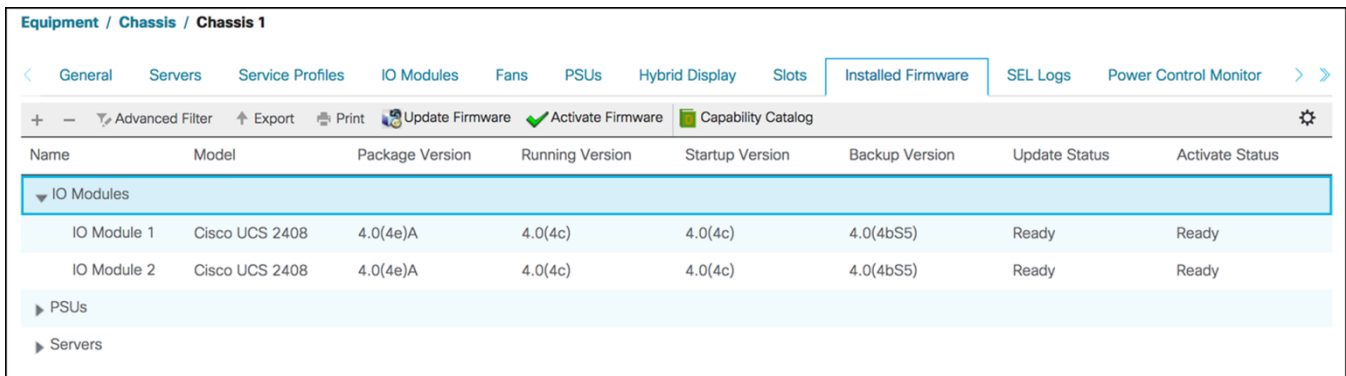 Equipment / Chassis / Chassis 1
General Servers Service Profiles IO Modules Fans PSUs Hybrid Display Slots Installed Firmware SEL Logs Power Control Monitor
+ − Advanced Filter Export Print Update Firmware Activate Firmware Capability Catalog
Name Model Package Version Running Version Startup Version Backup Version Update Status Activate Status
IO Modules
IO Module 1 Cisco UCS 2408 4.0(4e)A 4.0(4c) 4.0(4c) 4.0(4bS5) Ready Ready
IO Module 2 Cisco UCS 2408 4.0(4e)A 4.0(4c) 4.0(4c) 4.0(4bS5) Ready Ready
PSUs
Servers